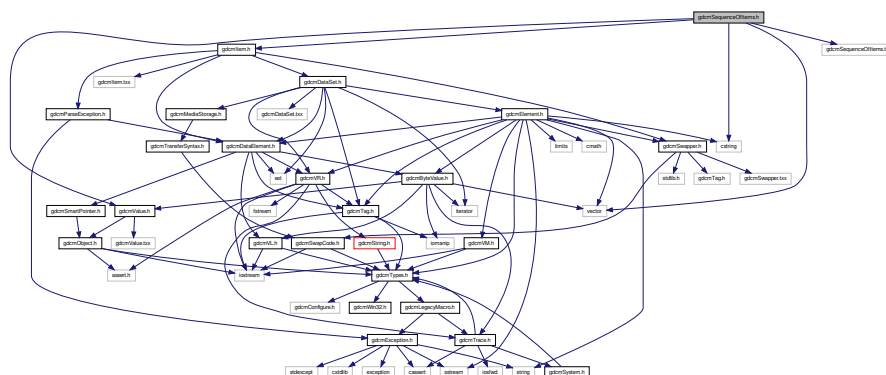 gdcmSequenceOfItems.h
gdcmItem.h
gdcmSequenceOfItems.txx
gdcmItem.txx
gdcmDataSet.h
gdcmParseException.h
gdcmMediaStorage.h
gdcmDataSet.txx
gdcmElement.h
gdcmTransferSyntax.h
gdcmDataElement.h
limits
cmath
gdcmSwapper.h
cstring
set
gdcmVR.h
gdcmByteValue.h
stdlib.h
gdcmTag.h
gdcmSwapper.txx
gdcmSmartPointer.h
gdcmValue.h
fstream
gdcmTag.h
iterator
vector
gdcmObject.h
gdcmValue.txx
gdcmVL.h
gdcmSwapCode.h
gdcmString.h
iomanip
gdcmVM.h
assert.h
iostream
gdcmTypes.h
gdcmConfigure.h
gdcmWin32.h
gdcmLegacyMacro.h
gdcmException.h
gdcmTrace.h
stdexcept
cstdlib
exception
cassert
sstream
iosfwd
string
gdcmSystem.h